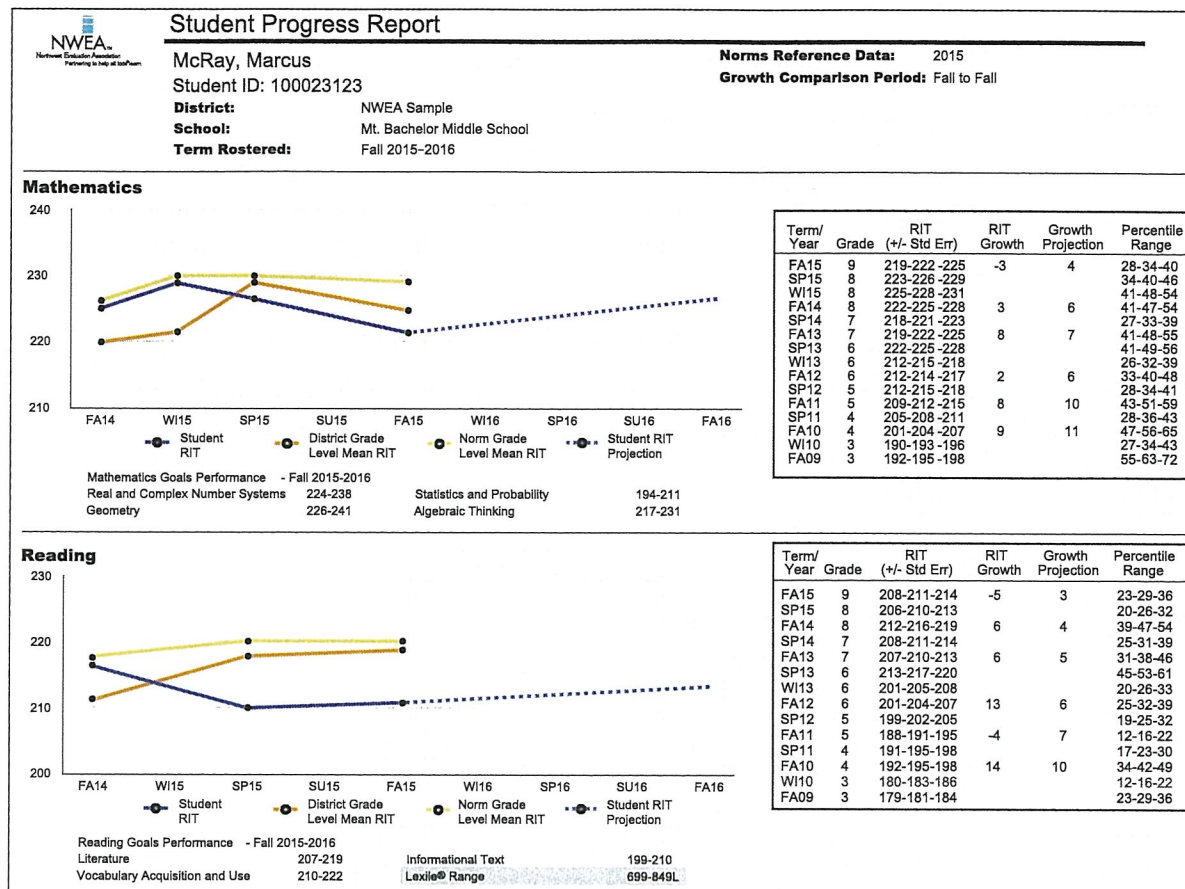 NWEA™
Northwest Evaluation Association
Partnering to help all kids® learn
Student Progress Report
McRay, Marcus
Student ID: 100023123
District: NWEA Sample
School: Mt. Bachelor Middle School
Term Rostered: Fall 2015-2016
Norms Reference Data: 2015
Growth Comparison Period: Fall to Fall
Mathematics
240
230
220
210
FA14 WI15 SP15 SU15 FA15 WI16 SP16 SU16 FA16
Student RIT
District Grade Level Mean RIT
Norm Grade Level Mean RIT
Student RIT Projection
Mathematics Goals Performance - Fall 2015-2016
Real and Complex Number Systems 224-238 Statistics and Probability 194-211
Geometry 226-241 Algebraic Thinking 217-231
Term/ Year Grade RIT (+/- Std Err) RIT Growth Growth Projection Percentile Range
FA15 9 219-222-225 -3 4 28-34-40
SP15 8 223-226-229 34-40-46
WI15 8 225-228-231 41-48-54
FA14 8 222-225-228 3 6 41-47-54
SP14 7 218-221-223 27-33-39
FA13 7 219-222-225 8 7 41-48-55
SP13 6 222-225-228 41-49-56
WI13 6 212-215-218 26-32-39
FA12 6 212-214-217 2 6 33-40-48
SP12 5 212-215-218 28-34-41
FA11 5 209-212-215 8 10 43-51-59
SP11 4 205-208-211 28-36-43
FA10 4 201-204-207 9 11 47-56-65
WI10 3 190-193-196 27-34-43
FA09 3 192-195-198 55-63-72
Reading
230
220
210
200
FA14 WI15 SP15 SU15 FA15 WI16 SP16 SU16 FA16
Student RIT
District Grade Level Mean RIT
Norm Grade Level Mean RIT
Student RIT Projection
Reading Goals Performance - Fall 2015-2016
Literature 207-219 Informational Text 199-210
Vocabulary Acquisition and Use 210-222 Lexile® Range 699-849L
Term/ Year Grade RIT (+/- Std Err) RIT Growth Growth Projection Percentile Range
FA15 9 208-211-214 -5 3 23-29-36
SP15 8 206-210-213 20-26-32
FA14 8 212-216-219 6 4 39-47-54
SP14 7 208-211-214 25-31-39
FA13 7 207-210-213 6 5 31-38-46
SP13 6 213-217-220 45-53-61
WI13 6 201-205-208 20-26-33
FA12 6 201-204-207 13 6 25-32-39
SP12 5 199-202-205 19-25-32
FA11 5 188-191-195 -4 7 12-16-22
SP11 4 191-195-198 17-23-30
FA10 4 192-195-198 14 10 34-42-49
WI10 3 180-183-186 12-16-22
FA09 3 179-181-184 23-29-36